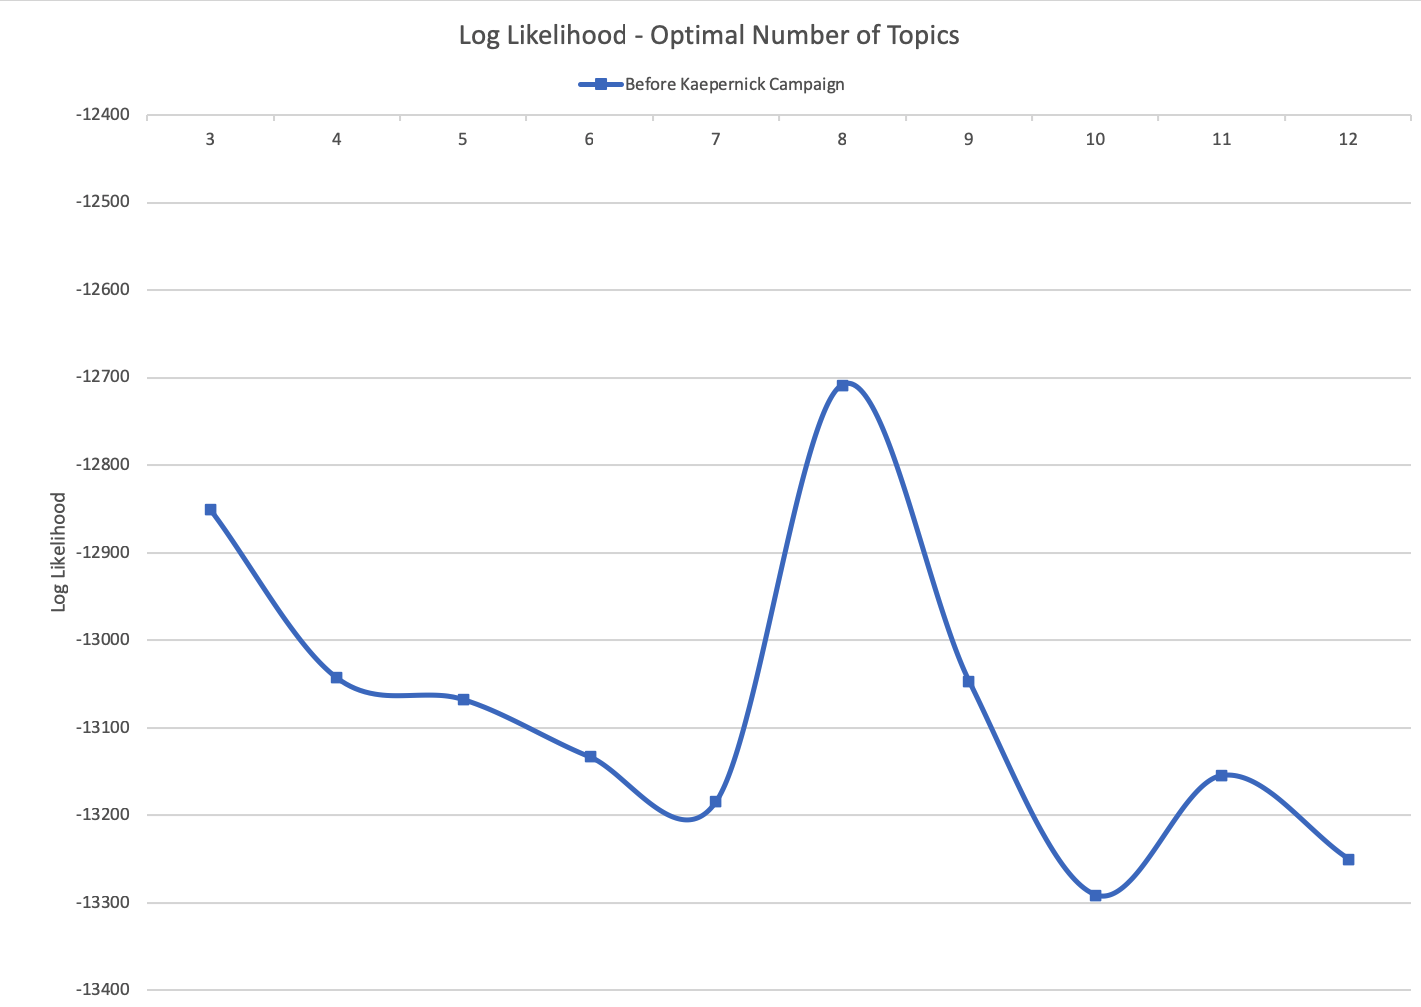 Log Likelihood - Optimal Number of Topics
Before Kaepernick Campaign
-12400
3 4 5 6 7 8 9 10 11 12
-12500
-12600
-12700
-12800
-12900
Log Likelihood
-13000
-13100
-13200
-13300
-13400